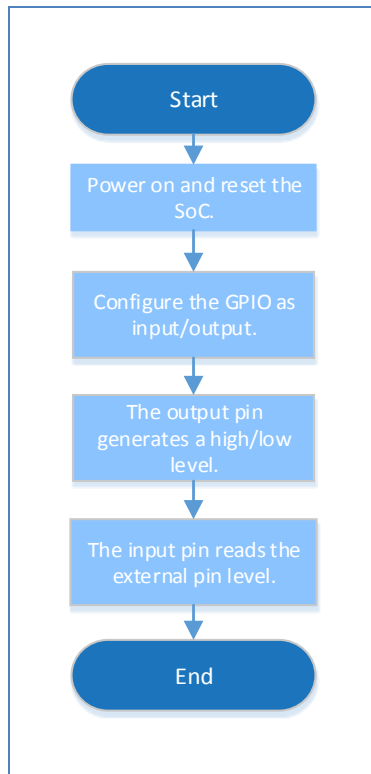 Start
Power on and reset the
SoC.
Configure the GPIO as
input/output.
The output pin
generates a high/low
level.
The input pin reads the
external pin level.
End